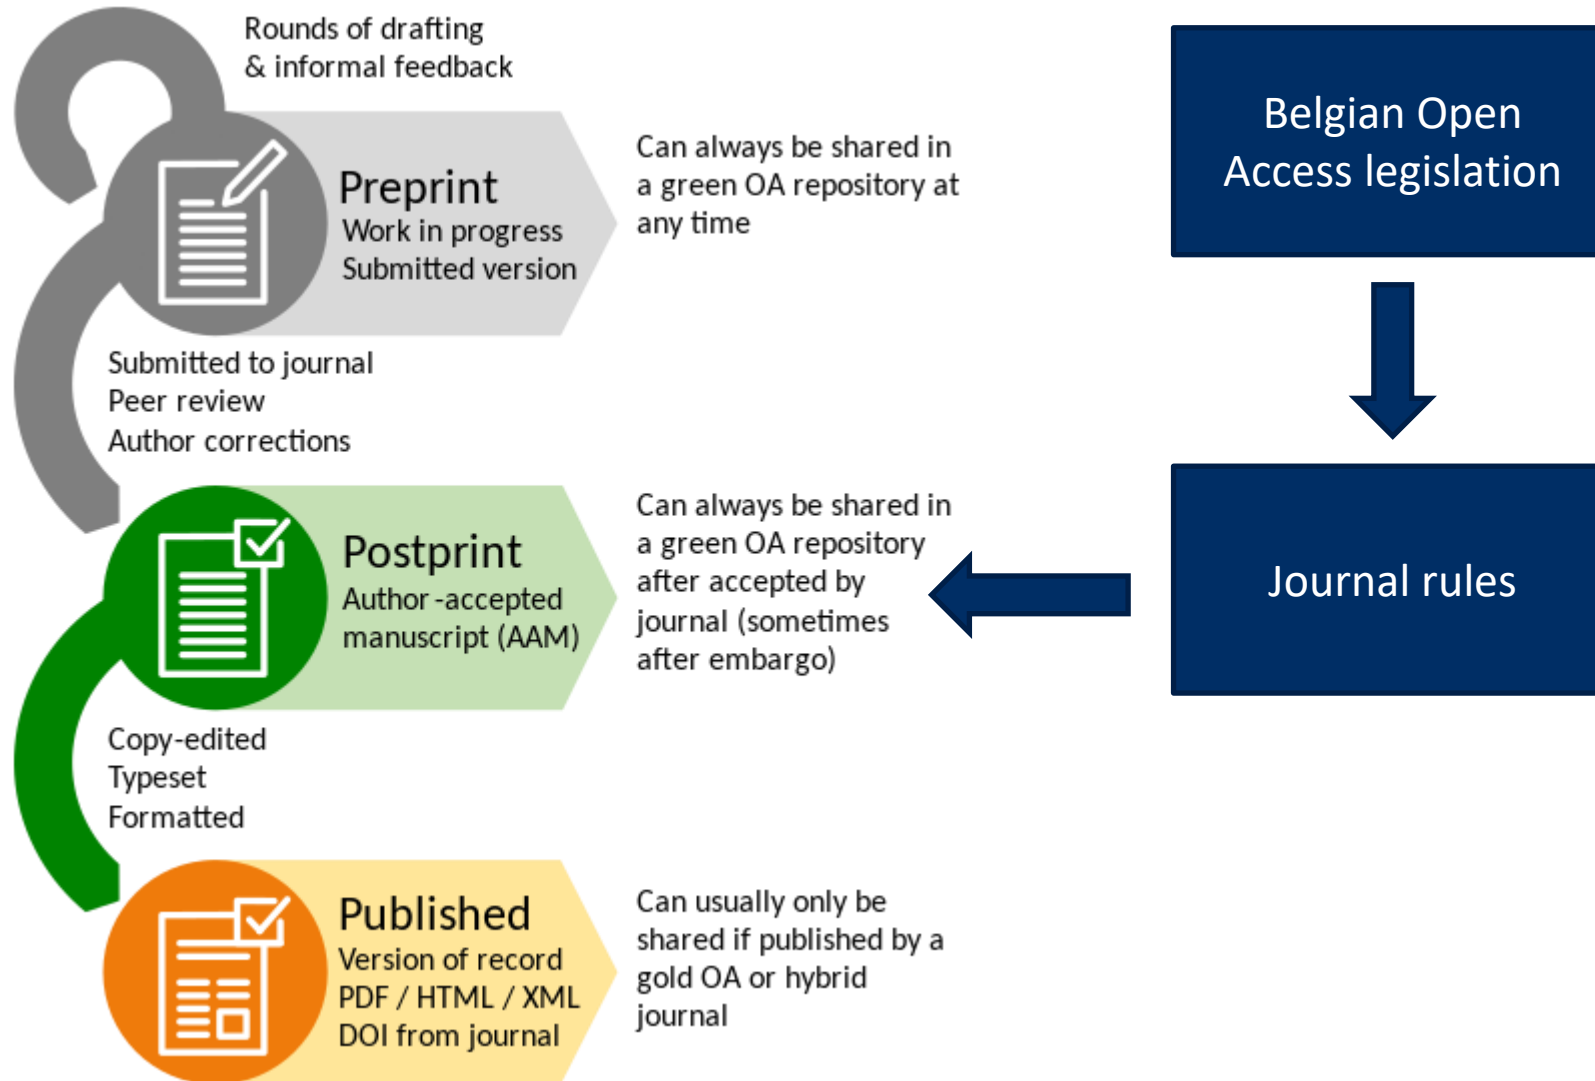 Rounds of drafting
& informal feedback
Preprint
Work in progress
Submitted version
Can always be shared in
a green OA repository at
any time
Submitted to journal
Peer review
Author corrections
Postprint
Author-accepted
manuscript (AAM)
Can always be shared in
a green OA repository
after accepted by
journal (sometimes
after embargo)
Copy-edited
Typeset
Formatted
Published
Version of record
PDF / HTML / XML
DOI from journal
Can usually only be
shared if published by a
gold OA or hybrid
journal
Belgian Open
Access legislation
Journal rules